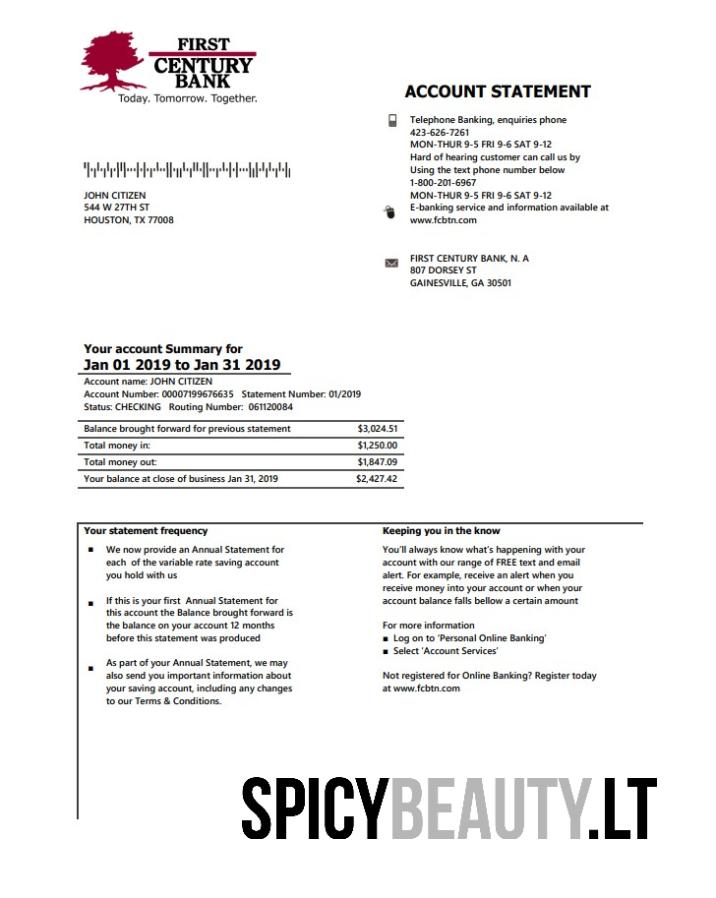 FIRST
CENTURY
BANK
Today. Tomorrow. Together.
ACCOUNT STATEMENT
Telephone Banking, enquiries phone
423-626-7261
MON-THUR 9-5 FRI 9-6 SAT 9-12
Hard of hearing customer can call us by
Using the text phone number below
1-800-201-6967
MON-THUR 9-5 FRI 9-6 SAT 9-12
E-banking service and information available at
www.fcbtn.com
JOHN CITIZEN
544 W 27TH ST
HOUSTON, TX 77008
FIRST CENTURY BANK, N. A
807 DORSEY ST
GAINESVILLE, GA 30501
Your account Summary for
Jan 01 2019 to Jan 31 2019
Account name: JOHN CITIZEN
Account Number: 00007199676635 Statement Number: 01/2019
Status: CHECKING Routing Number: 061120084
Balance brought forward for previous statement $3,024.51
Total money in: $1,250.00
Total money out: $1,847.09
Your balance at close of business Jan 31, 2019 $2,427.42
Your statement frequency
We now provide an Annual Statement for
each of the variable rate saving account
you hold with us
If this is your first Annual Statement for
this account the Balance brought forward is
the balance on your account 12 months
before this statement was produced
As part of your Annual Statement, we may
also send you important information about
your saving account, including any changes
to our Terms & Conditions.
Keeping you in the know
You'll always know what's happening with your
account with our range of FREE text and email
alert. For example, receive an alert when you
receive money into your account or when your
account balance falls bellow a certain amount
For more information
Log on to 'Personal Online Banking'
Select 'Account Services'
Not registered for Online Banking? Register today
at www.fcbtn.com
SPICYBEAUTY.LT